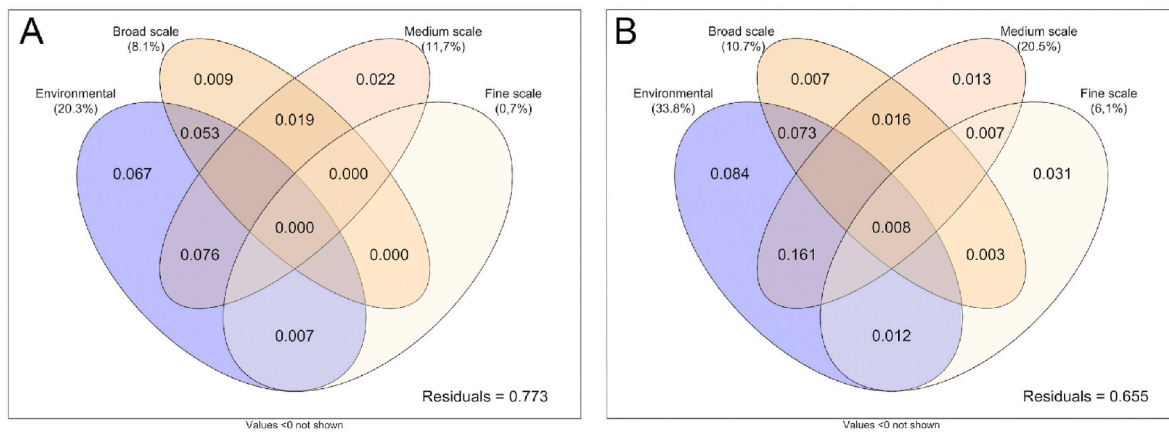 A
Broad scale
(8.1%)
Medium scale
(11,7%)
Environmental
(20.3%)
Fine scale
(0,7%)
0.009
0.022
0.053
0.019
0.067
0.000
0.000
0.076
0.000
0.007
Residuals = 0.773
Values <0 not shown
B
Broad scale
(10.7%)
Medium scale
(20.5%)
Environmental
(33.8%)
Fine scale
(6,1%)
0.007
0.013
0.073
0.016
0.007
0.084
0.031
0.008
0.161
0.003
0.012
Residuals = 0.655
Values <0 not shown